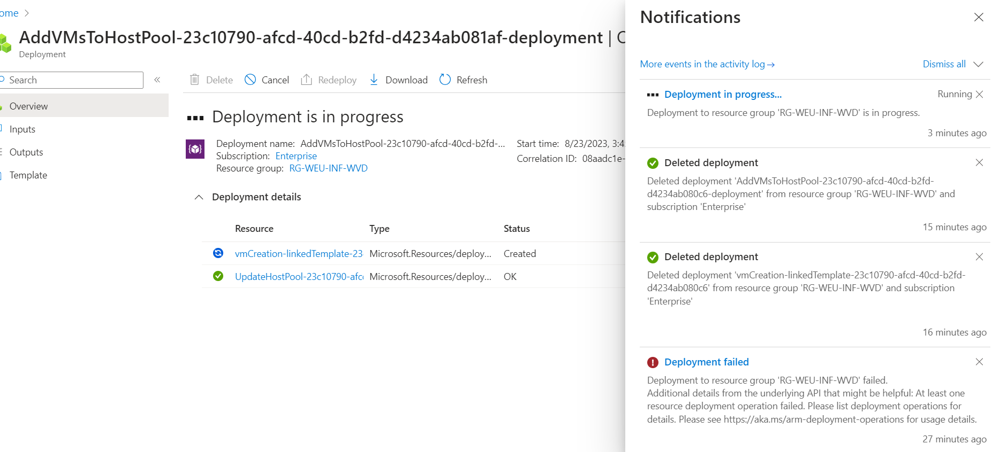 ome
AddVMsToHostPool-23c10790-afcd-40cd-b2fd-d4234ab081af-deployment |
Deployment
Search
«
Delete
Cancel
Redeploy
Download
Refresh
Overview
Inputs
Outputs
Template
Deployment is in progress
Deployment name: AddVMsToHostPool-23c10790-afcd-40cd-b2fd-...
Subscription: Enterprise
Resource group: RG-WEU-INF-WVD
Start time: 8/23/2023, 3:4
Correlation ID: 08aadc1e-
Deployment details
Resource Type Status
vmCreation-linkedTemplate-23 Microsoft.Resources/deploy... Created
UpdateHostPool-23c10790-afc Microsoft.Resources/deploy... OK
Notifications
More events in the activity log →
Dismiss all
Deployment in progress... Running
Deployment to resource group 'RG-WEU-INF-WVD' is in progress.
3 minutes ago
Deleted deployment
Deleted deployment 'AddVMsToHostPool-23c10790-afcd-40cd-b2fd-
d4234ab080c6-deployment' from resource group 'RG-WEU-INF-WVD' and
subscription 'Enterprise'
15 minutes ago
Deleted deployment
Deleted deployment 'vmCreation-linkedTemplate-23c10790-afcd-40cd-b2fd-
d4234ab080c6' from resource group 'RG-WEU-INF-WVD' and subscription
'Enterprise'
16 minutes ago
Deployment failed
Deployment to resource group 'RG-WEU-INF-WVD' failed.
Additional details from the underlying API that might be helpful: At least one
resource deployment operation failed. Please list deployment operations for
details. Please see https://aka.ms/arm-deployment-operations for usage details.
27 minutes ago